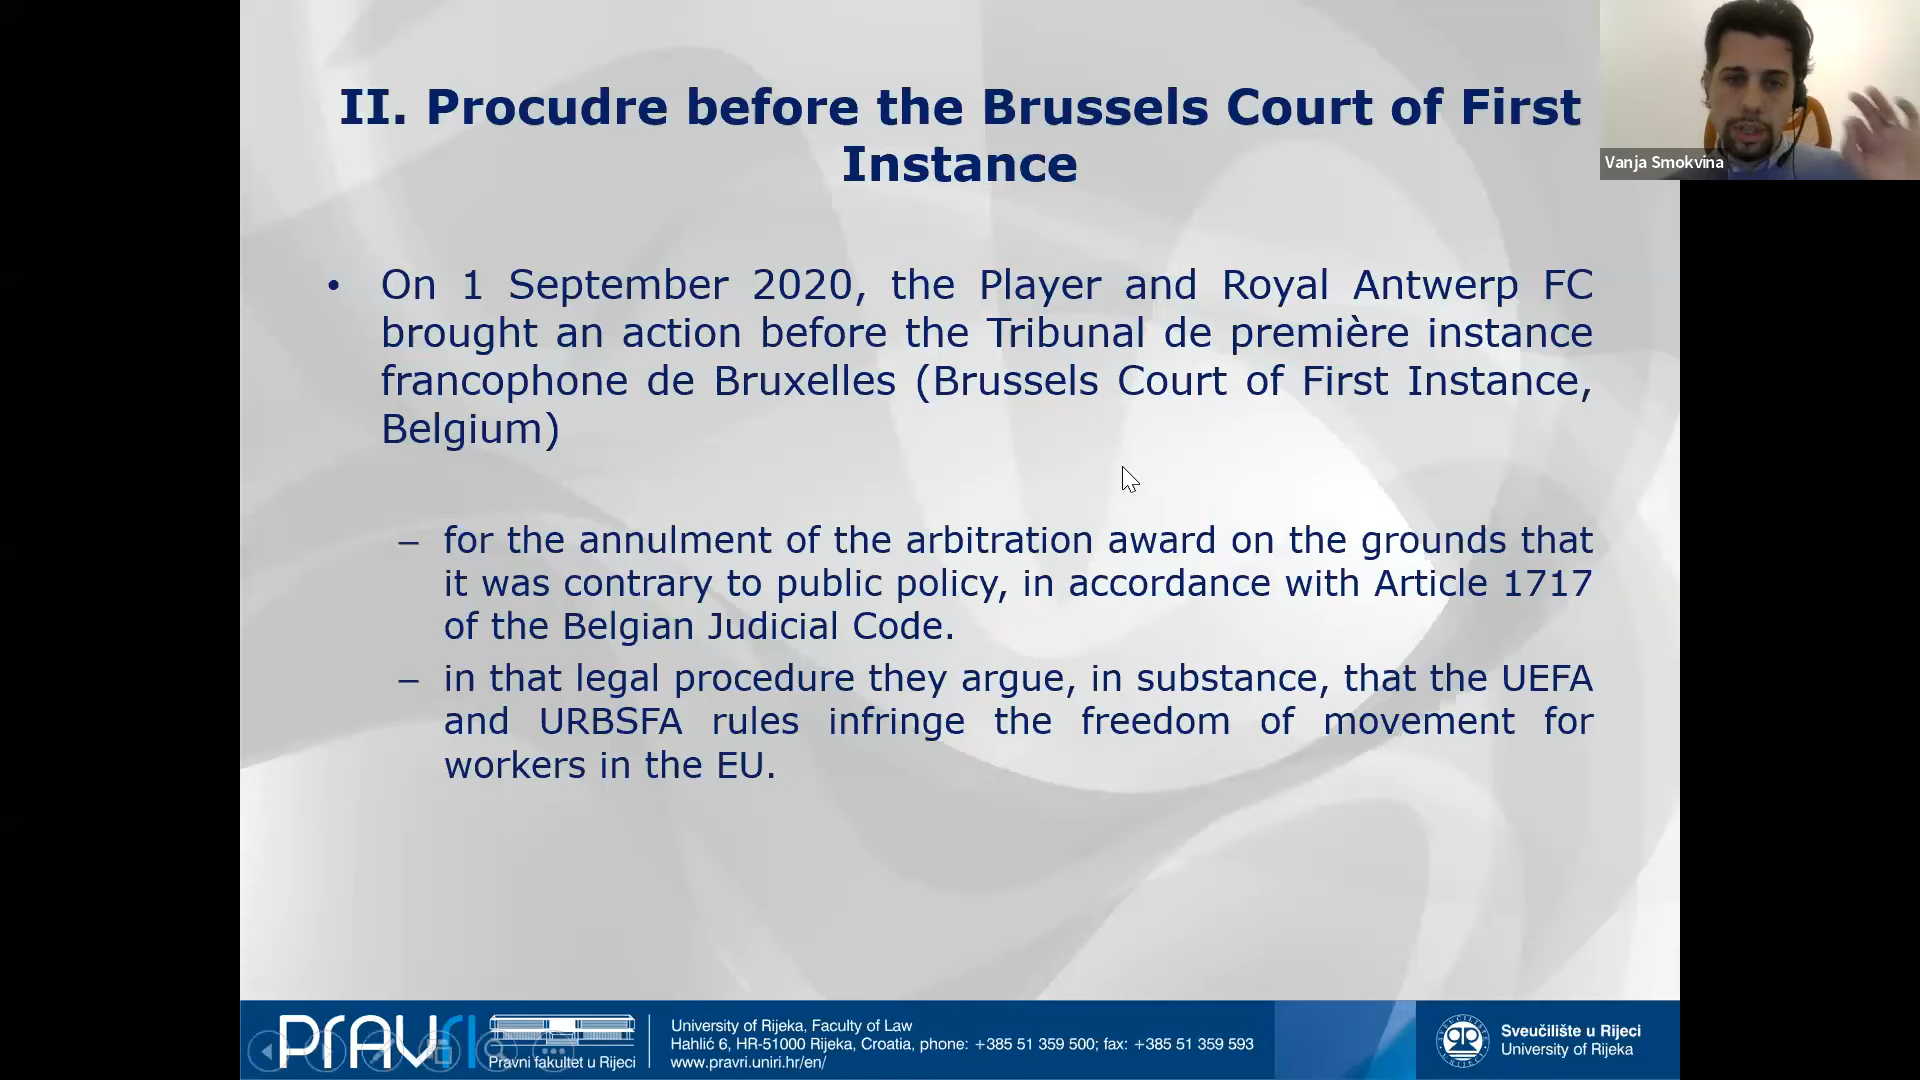 II. Procudre before the Brussels Court of First
Instance
Vanja Smokvina
• On 1 September 2020, the Player and Royal Antwerp FC
brought an action before the Tribunal de première instance
francophone de Bruxelles (Brussels Court of First Instance,
Belgium)
– for the annulment of the arbitration award on the grounds that
it was contrary to public policy, in accordance with Article 1717
of the Belgian Judicial Code.
– in that legal procedure they argue, in substance, that the UEFA
and URBSFA rules infringe the freedom of movement for
workers in the EU.
PRAVRI
Pravni fakultet u Rijeci
University of Rijeka, Faculty of Law
Hahlić 6, HR-51000 Rijeka, Croatia, phone: +385 51 359 500; fax: +385 51 359 593
www.pravri.uniri.hr/en/
Sveučilište u Rijeci
University of Rijeka